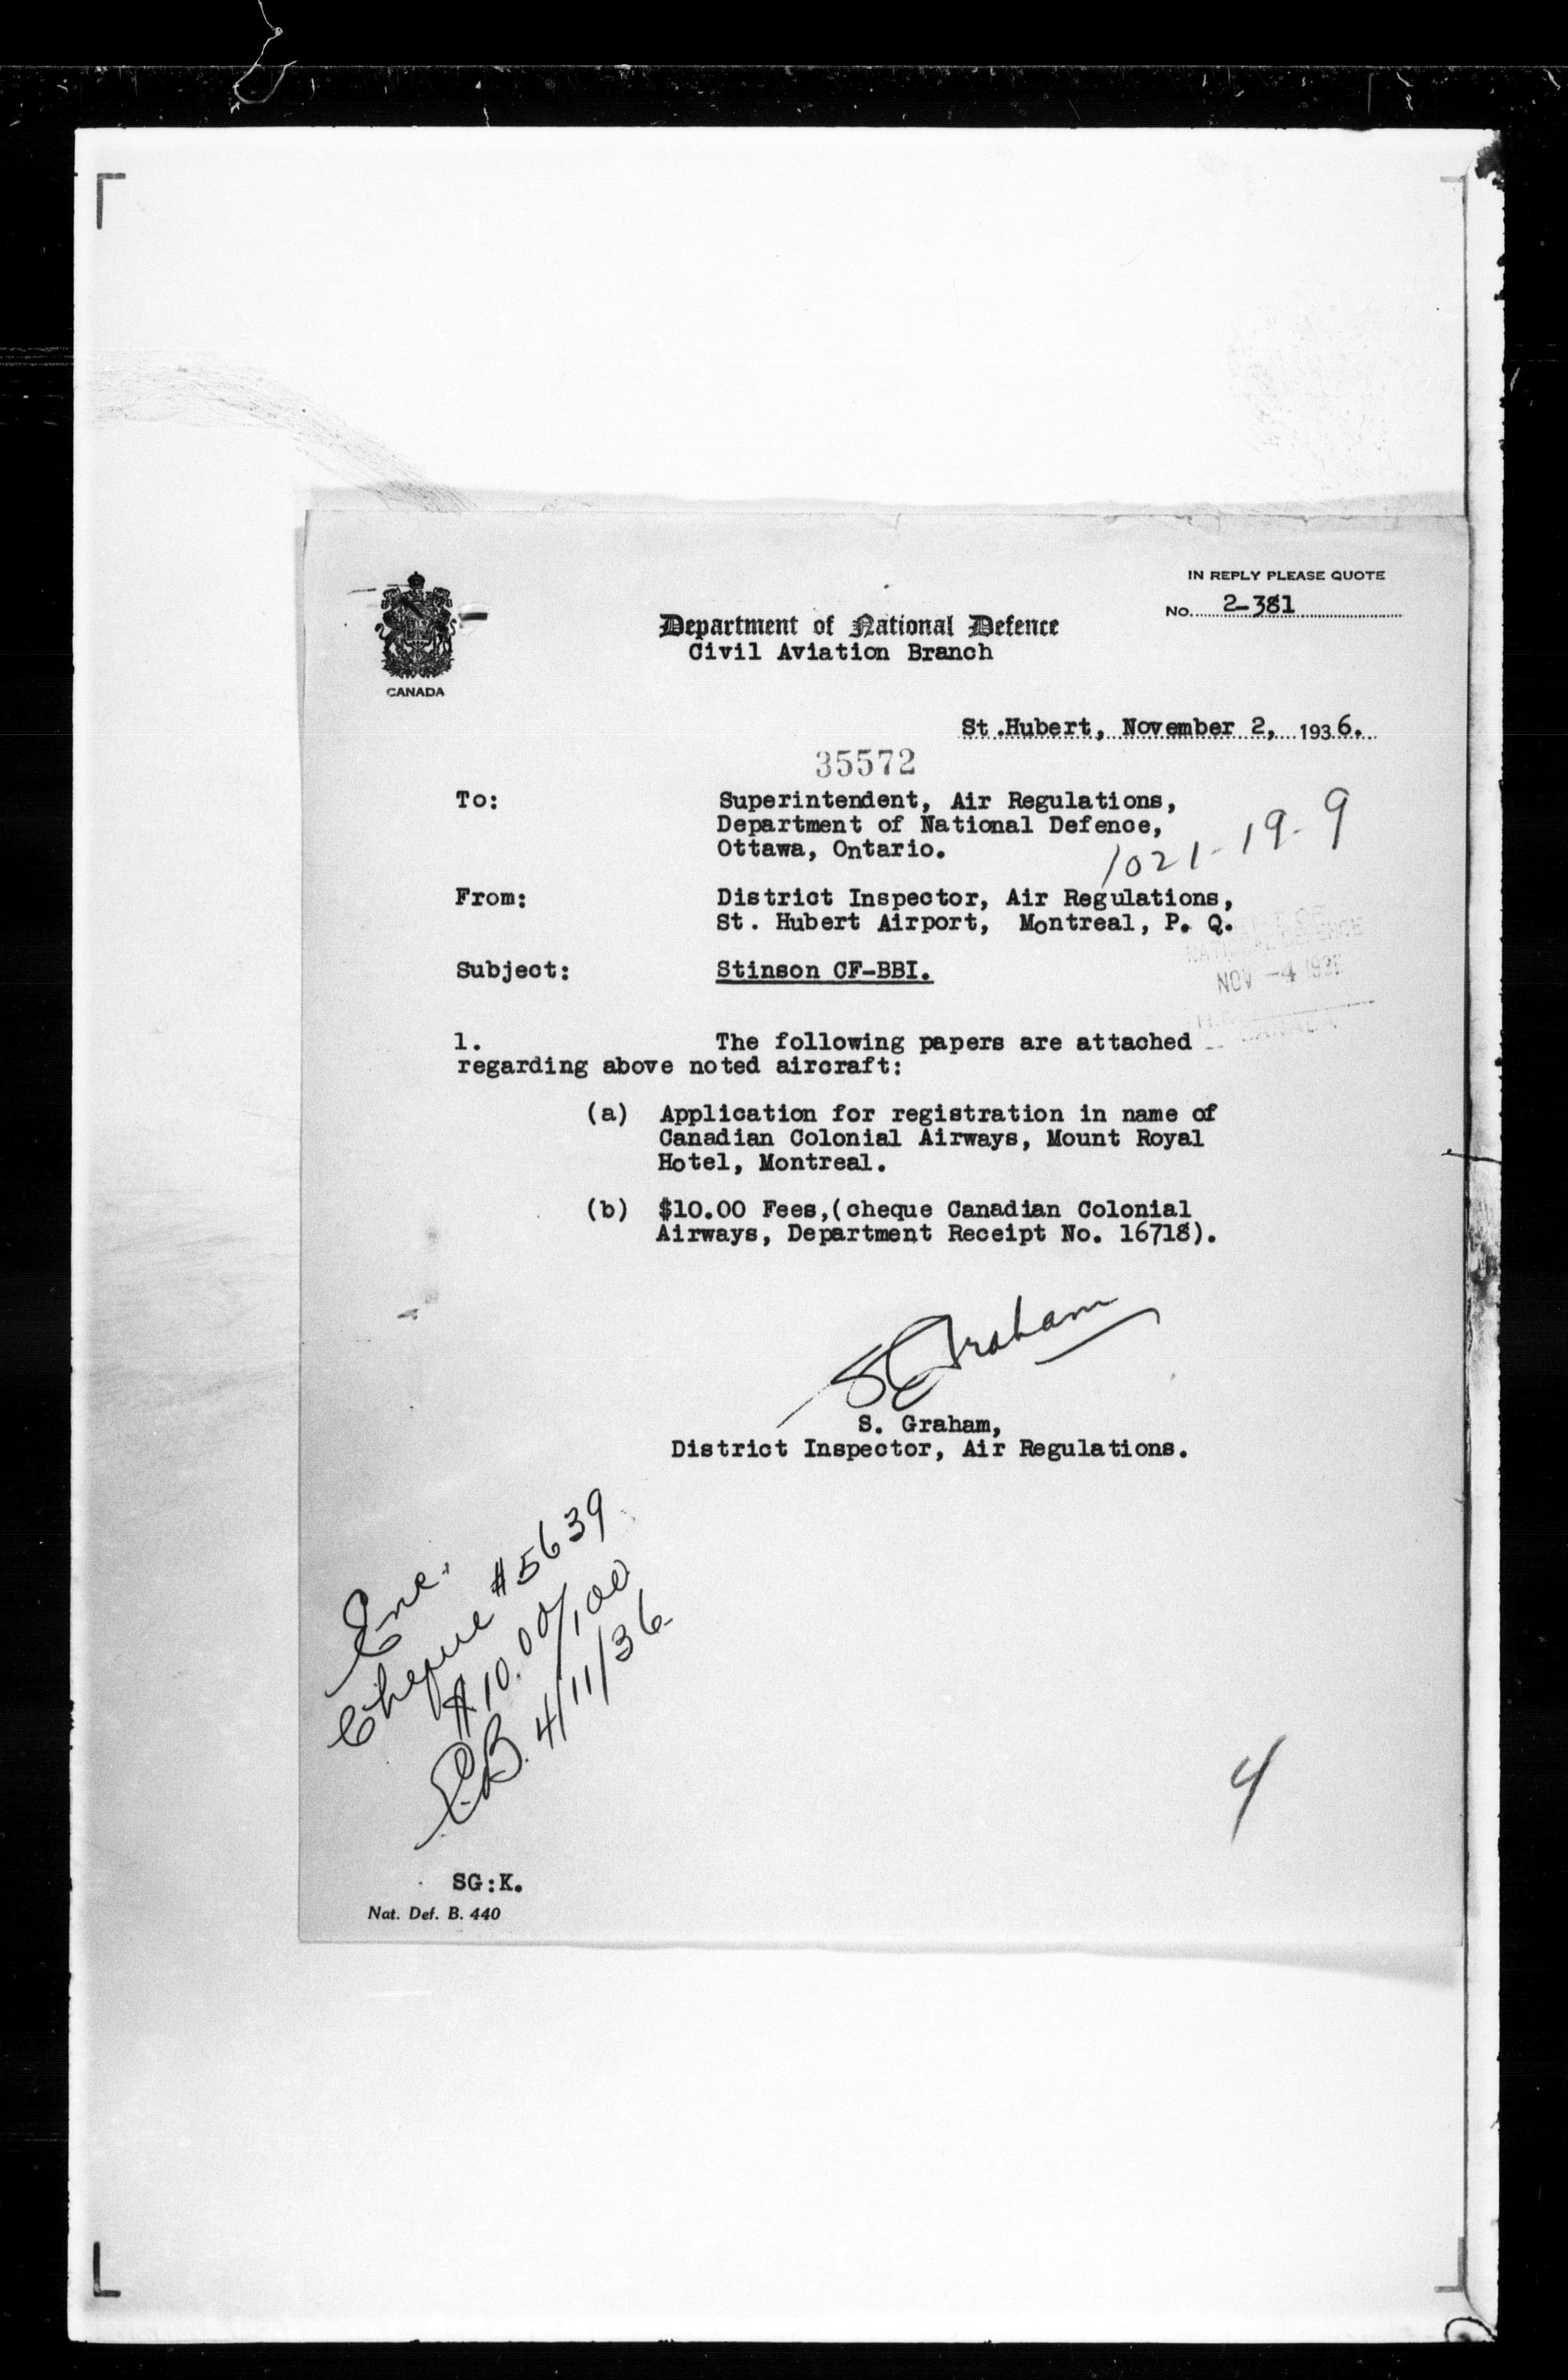 IN REPLY PLEASE QUOTE
No. 2-381
Department of National Defence
Civil Aviation Branch
CANADA
St.Hubert, November 2, 1936.
35572
To: Superintendent, Air Regulations,
Department of National Defence,
Ottawa, Ontario.
1021-19-9
From: District Inspector, Air Regulations,
St. Hubert Airport, Montreal, P. Q.
NOV -4 1936
Subject: Stinson CF-BBI.
1. The following papers are attached
regarding above noted aircraft:
(a) Application for registration in name of
Canadian Colonial Airways, Mount Royal
Hotel, Montreal.
(b) $10.00 Fees,(cheque Canadian Colonial
Airways, Department Receipt No. 16718).
S Graham
S. Graham,
District Inspector, Air Regulations.
Enc.
Cheque #5639
$10.00/100
4/11/36
4
SG:K.
Nat. Def. B. 440